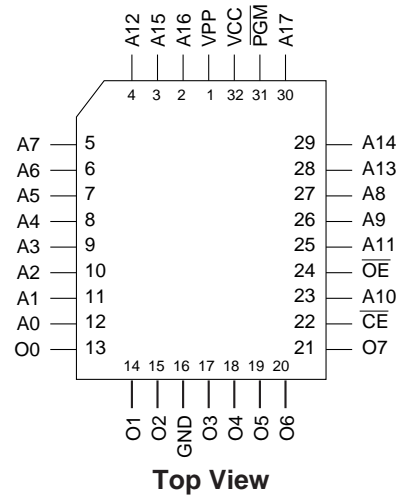 A12 A15 A16 VPP VCC P̅G̅M̅ A17
4 3 2 1 32 31 30
A7 5 29 A14
A6 6 28 A13
A5 7 27 A8
A4 8 26 A9
A3 9 25 A11
A2 10 24 O̅E̅
A1 11 23 A10
A0 12 22 C̅E̅
O0 13 21 O7
14 15 16 17 18 19 20
O1 O2 GND O3 O4 O5 O6
Top View